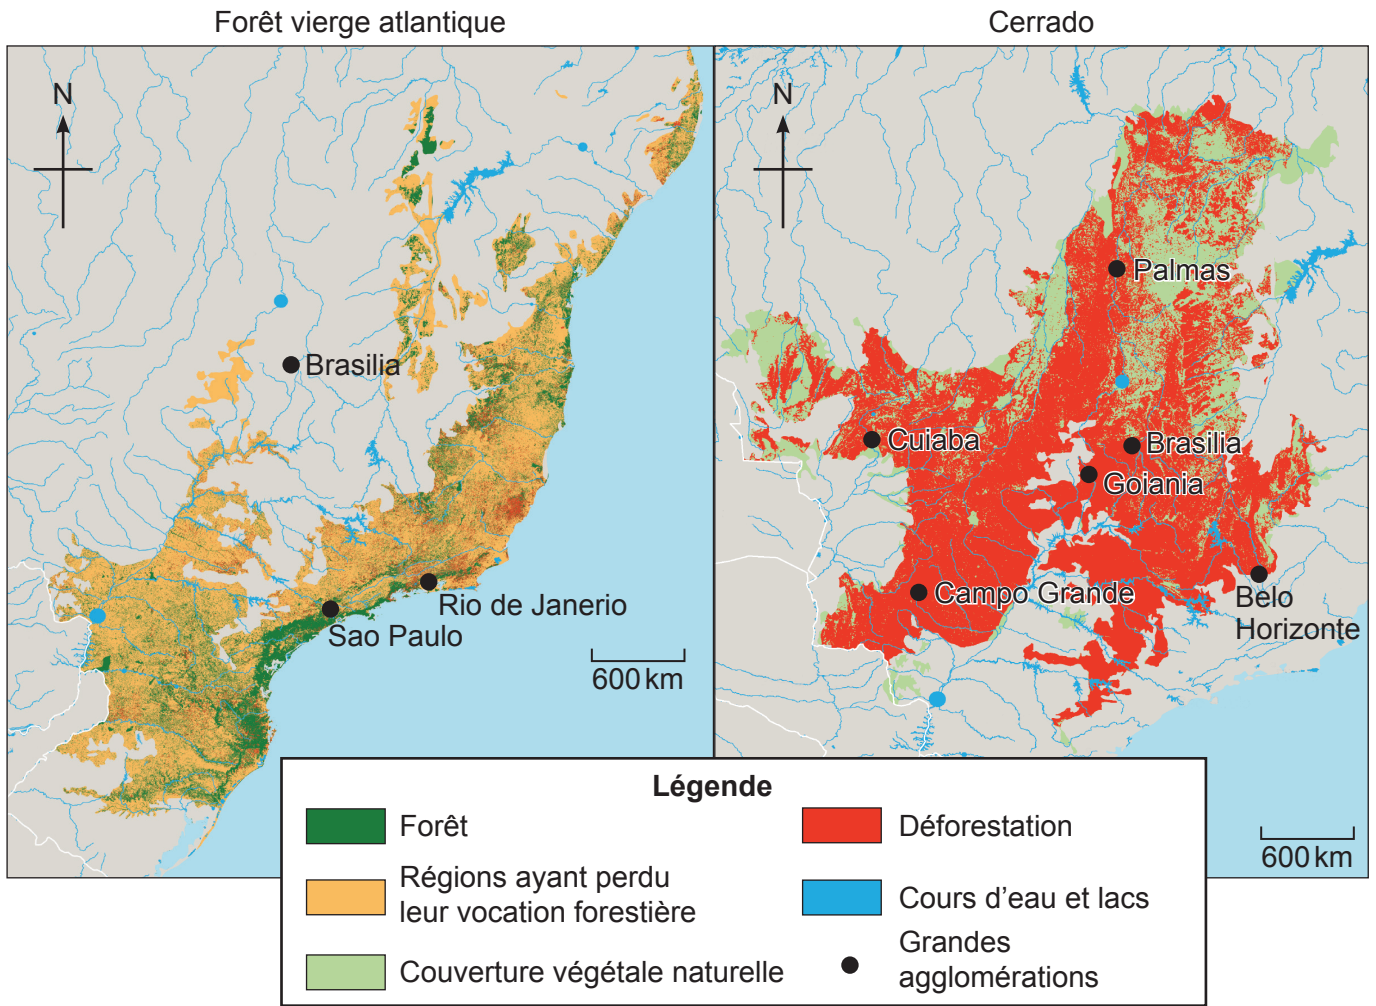 Forêt vierge atlantique
N
Brasilia
Rio de Janerio
Sao Paulo
600 km
Cerrado
N
Palmas
Cuiaba
Brasilia
Goiania
Campo Grande
Belo
Horizonte
600 km
Légende
Forêt
Régions ayant perdu
leur vocation forestière
Couverture végétale naturelle
Déforestation
Cours d'eau et lacs
Grandes
agglomérations